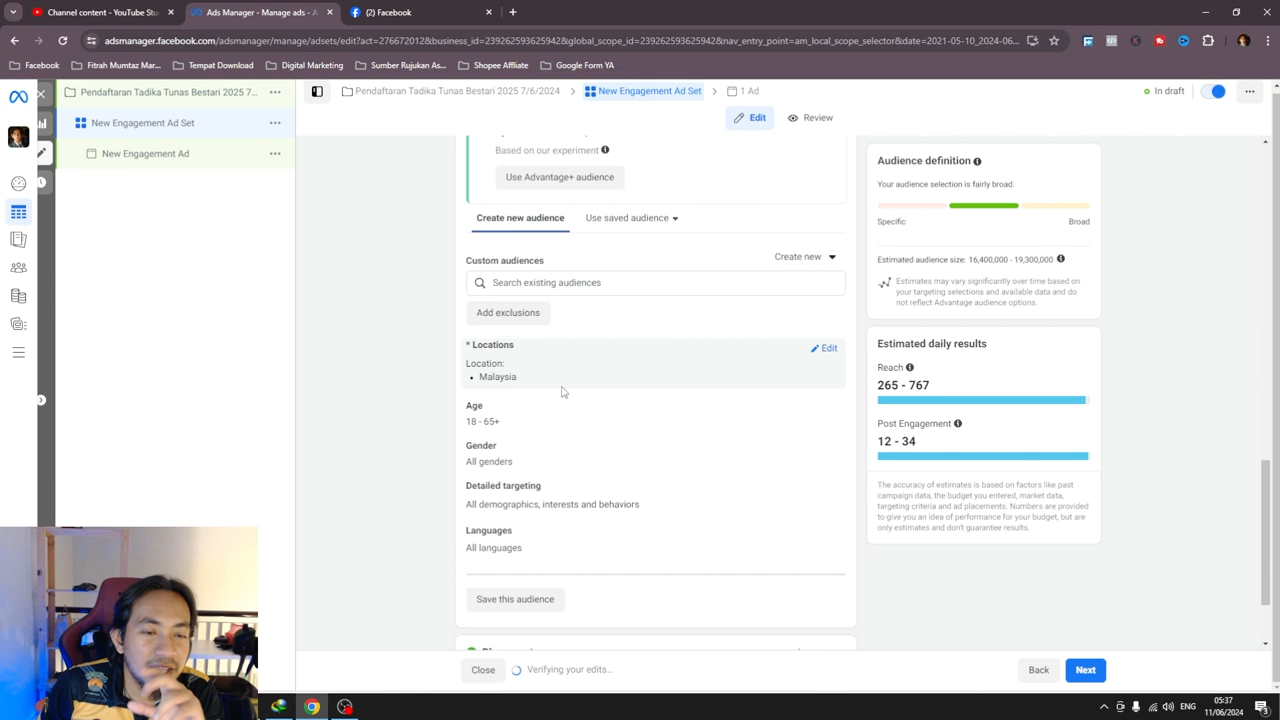 Channel content - YouTube Stud
Ads Manager - Manage ads - A
(2) Facebook
adsmanager.facebook.com/adsmanager/manage/adsets/edit?act=276672012&business_id=239262593625942&global_scope_id=239262593625942&nav_entry_point=am_local_scope_selector&date=2021-05-10_2024-06...
Facebook
Fitrah Mumtaz Mar...
Tempat Download
Digital Marketing
Sumber Rujukan As...
Shopee Affliate
Google Form YA
Pendaftaran Tadika Tunas Bestari 2025 7...
New Engagement Ad Set
New Engagement Ad
Pendaftaran Tadika Tunas Bestari 2025 7/6/2024
New Engagement Ad Set
1 Ad
In draft
Edit
Review
Based on our experiment
Use Advantage+ audience
Create new audience
Use saved audience
Custom audiences
Create new
Search existing audiences
Add exclusions
* Locations
Edit
Location:
• Malaysia
Age
18 - 65+
Gender
All genders
Detailed targeting
All demographics, interests and behaviors
Languages
All languages
Save this audience
Close
Verifying your edits...
Back
Next
Audience definition
Your audience selection is fairly broad.
Specific
Broad
Estimated audience size: 16,400,000 - 19,300,000
Estimates may vary significantly over time based on
your targeting selections and available data and do
not reflect Advantage audience options.
Estimated daily results
Reach
265 - 767
Post Engagement
12 - 34
The accuracy of estimates is based on factors like past
campaign data, the budget you entered, market data,
targeting criteria and ad placements. Numbers are provided
to give you an idea of performance for your budget, but are
only estimates and don't guarantee results.
ENG
05:37
11/06/2024